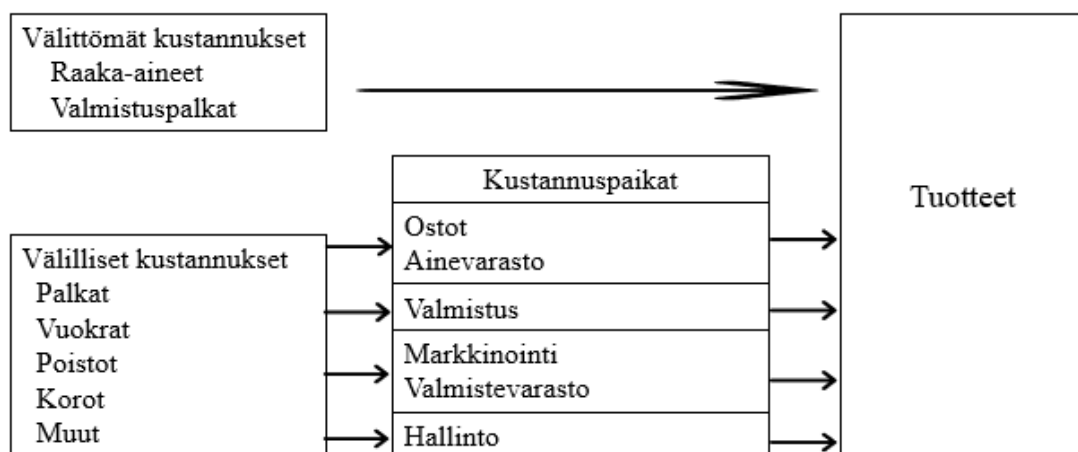 Välittömät kustannukset
Raaka-aineet
Valmistuspalkat
Kustannuspaikat
Tuotteet
Ostot
Ainevarasto
Välilliset kustannukset
Palkat
Vuokrat
Poistot
Korot
Muut
Valmistus
Markkinointi
Valmistevarasto
Hallinto